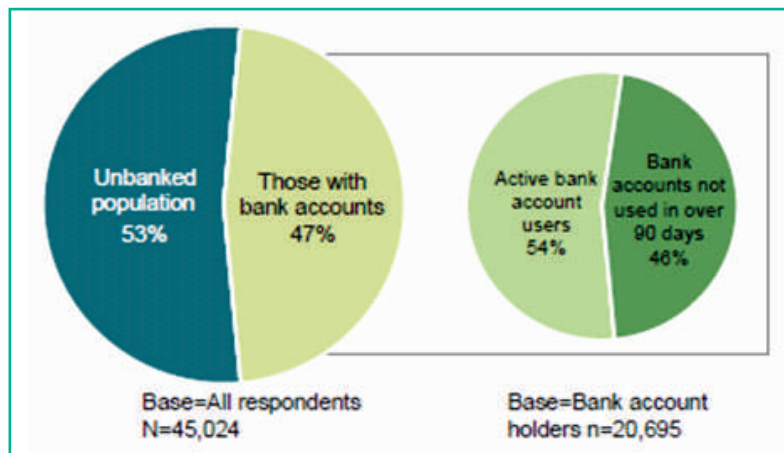 Unbanked
population
53%
Those with
bank accounts
47%
Active bank
account
users
54%
Bank
accounts not
used in over
90 days
46%
Base=All respondents
N=45,024
Base=Bank account
holders n=20,695